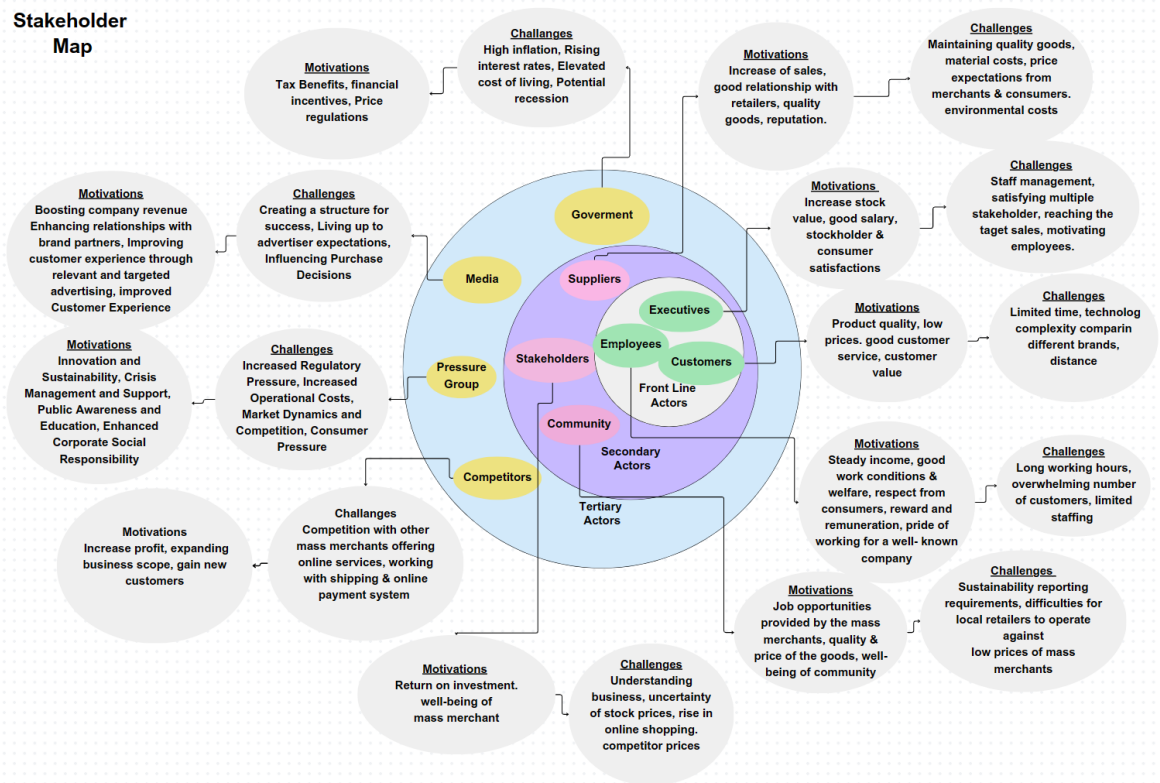 Stakeholder
Map
Challanges
High inflation, Rising
interest rates, Elevated
cost of living, Potential
recession
Motivations
Tax Benefits, financial
incentives, Price
regulations
Motivations
Increase of sales,
good relationship with
retailers, quality
goods, reputation.
Challenges
Maintaining quality goods,
material costs, price
expectations from
merchants & consumers.
environmental costs
Motivations
Boosting company revenue
Enhancing relationships with
brand partners, Improving
customer experience through
relevant and targeted
advertising, improved
Customer Experience
Challenges
Creating a structure for
success, Living up to
advertiser expectations,
Influencing Purchase
Decisions
Motivations
Increase stock
value, good salary,
stockholder &
consumer
satisfactions
Challenges
Staff management,
satisfying multiple
stakeholder, reaching the
taget sales, motivating
employees.
Goverment
Media
Suppliers
Executives
Employees
Customers
Stakeholders
Pressure
Group
Front Line
Actors
Community
Secondary
Actors
Competitors
Tertiary
Actors
Motivations
Product quality, low
prices. good customer
service, customer
value
Challenges
Limited time, technolog
complexity comparin
different brands,
distance
Motivations
Innovation and
Sustainability, Crisis
Management and Support,
Public Awareness and
Education, Enhanced
Corporate Social
Responsibility
Challenges
Increased Regulatory
Pressure, Increased
Operational Costs,
Market Dynamics and
Competition, Consumer
Pressure
Motivations
Steady income, good
work conditions &
welfare, respect from
consumers, reward and
remuneration, pride of
working for a well- known
company
Challenges
Long working hours,
overwhelming number
of customers, limited
staffing
Motivations
Increase profit, expanding
business scope, gain new
customers
Challanges
Competition with other
mass merchants offering
online services, working
with shipping & online
payment system
Motivations
Job opportunities
provided by the mass
merchants, quality &
price of the goods, well-
being of community
Challenges
Sustainability reporting
requirements, difficulties for
local retailers to operate
against
low prices of mass
merchants
Motivations
Return on investment.
well-being of
mass merchant
Challenges
Understanding
business, uncertainty
of stock prices, rise in
online shopping.
competitor prices